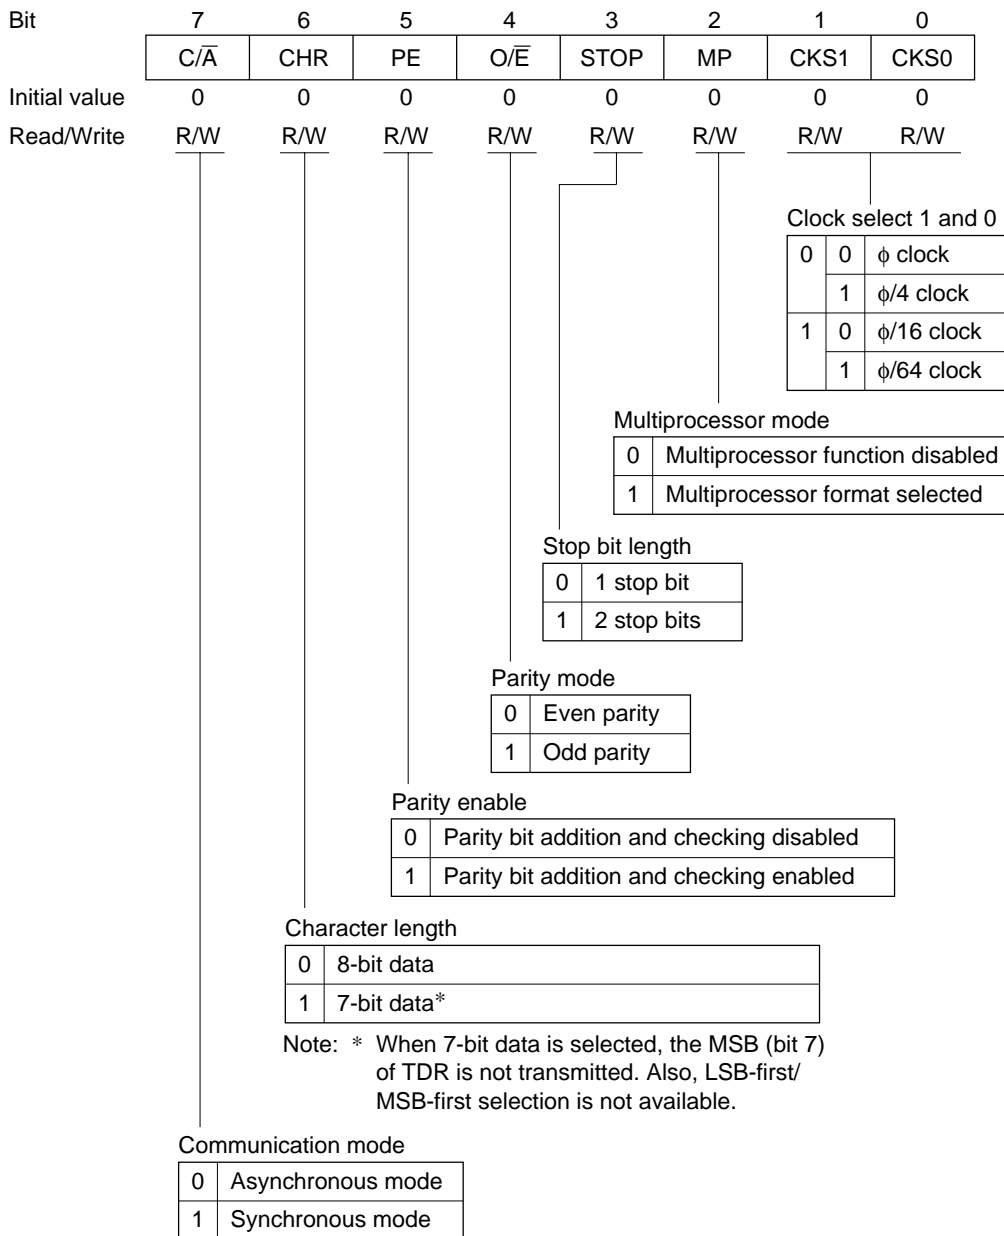 Bit 7 6 5 4 3 2 1 0
C/A̅ CHR PE O/E̅ STOP MP CKS1 CKS0
Initial value 0 0 0 0 0 0 0 0
Read/Write R/W R/W R/W R/W R/W R/W R/W R/W
Clock select 1 and 0
0 0 ϕ clock
1 ϕ/4 clock
1 0 ϕ/16 clock
1 ϕ/64 clock
Multiprocessor mode
0 Multiprocessor function disabled
1 Multiprocessor format selected
Stop bit length
0 1 stop bit
1 2 stop bits
Parity mode
0 Even parity
1 Odd parity
Parity enable
0 Parity bit addition and checking disabled
1 Parity bit addition and checking enabled
Character length
0 8-bit data
1 7-bit data*
Note: * When 7-bit data is selected, the MSB (bit 7)
of TDR is not transmitted. Also, LSB-first/
MSB-first selection is not available.
Communication mode
0 Asynchronous mode
1 Synchronous mode